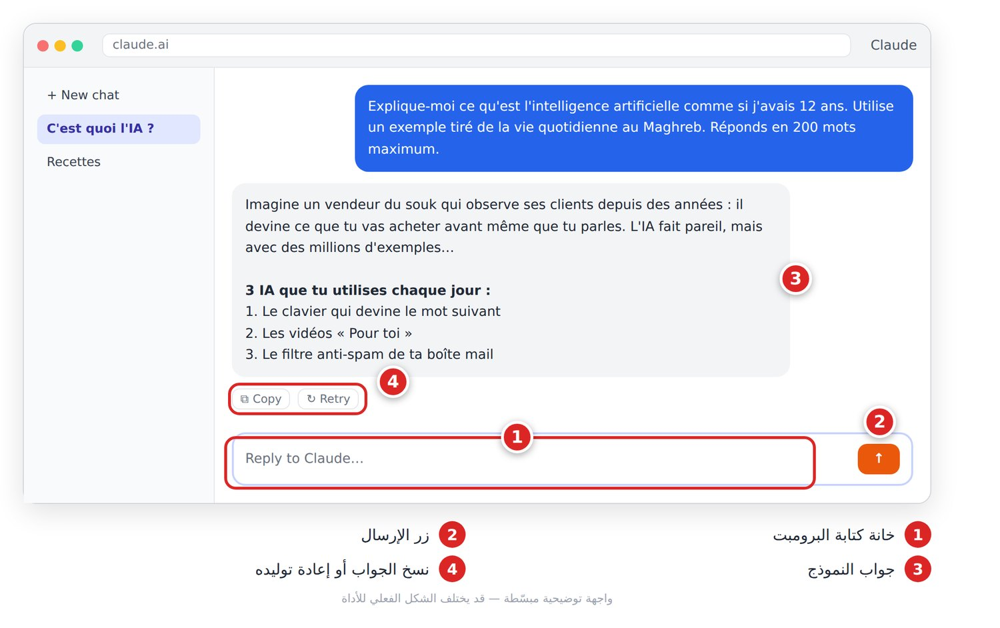 claude.ai
Claude
+ New chat
C'est quoi l'IA ?
Recettes
Explique-moi ce qu'est l'intelligence artificielle comme si j'avais 12 ans. Utilise
un exemple tiré de la vie quotidienne au Maghreb. Réponds en 200 mots
maximum.
Imagine un vendeur du souk qui observe ses clients depuis des années : il
devine ce que tu vas acheter avant même que tu parles. L'IA fait pareil, mais
avec des millions d'exemples…
3 IA que tu utilises chaque jour :
1. Le clavier qui devine le mot suivant
2. Les vidéos « Pour toi »
3. Le filtre anti-spam de ta boîte mail
3
4
⧉ Copy
↻ Retry
1
2
Reply to Claude…
↑
1 خانة كتابة البرومبت
2 زر الإرسال
3 جواب النموذج
4 نسخ الجواب أو إعادة توليده
واجهة توضيحية مبسّطة — قد يختلف الشكل الفعلي للأداة